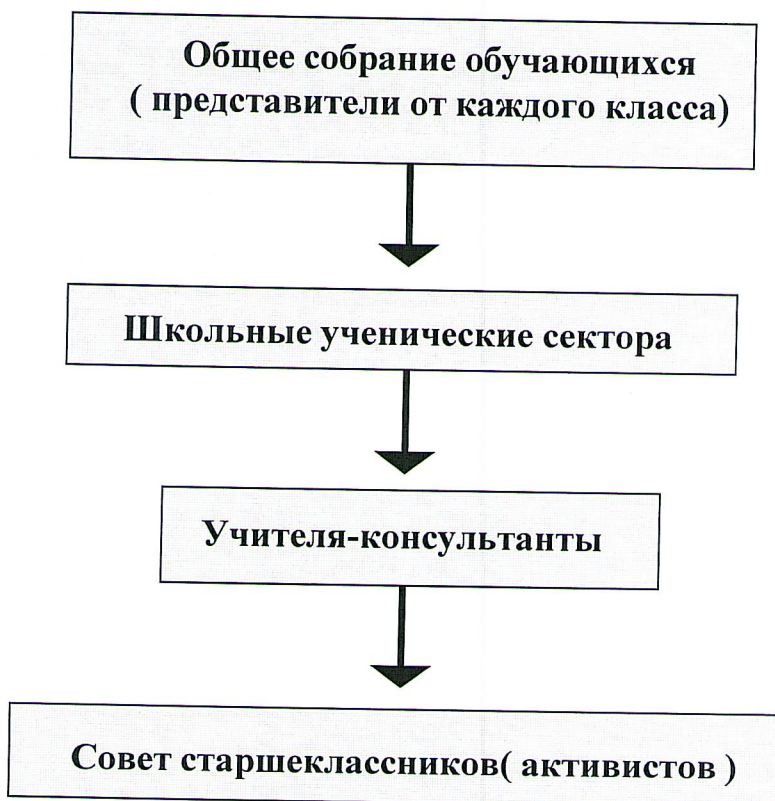 Общее собрание обучающихся
( представители от каждого класса)
Школьные ученические сектора
Учителя-консультанты
Совет старшеклассников( активистов )